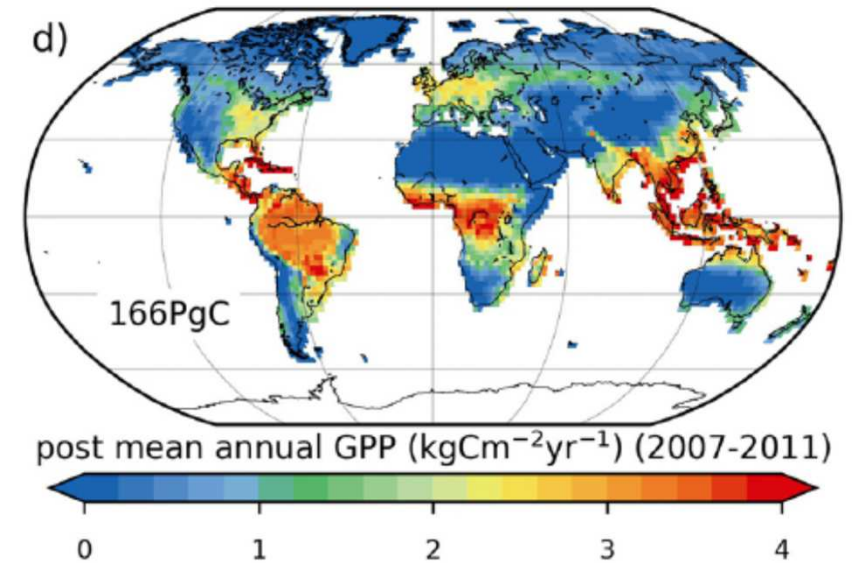 d)
166PgC
post mean annual GPP (kgCm⁻²yr⁻¹) (2007-2011)
0 1 2 3 4